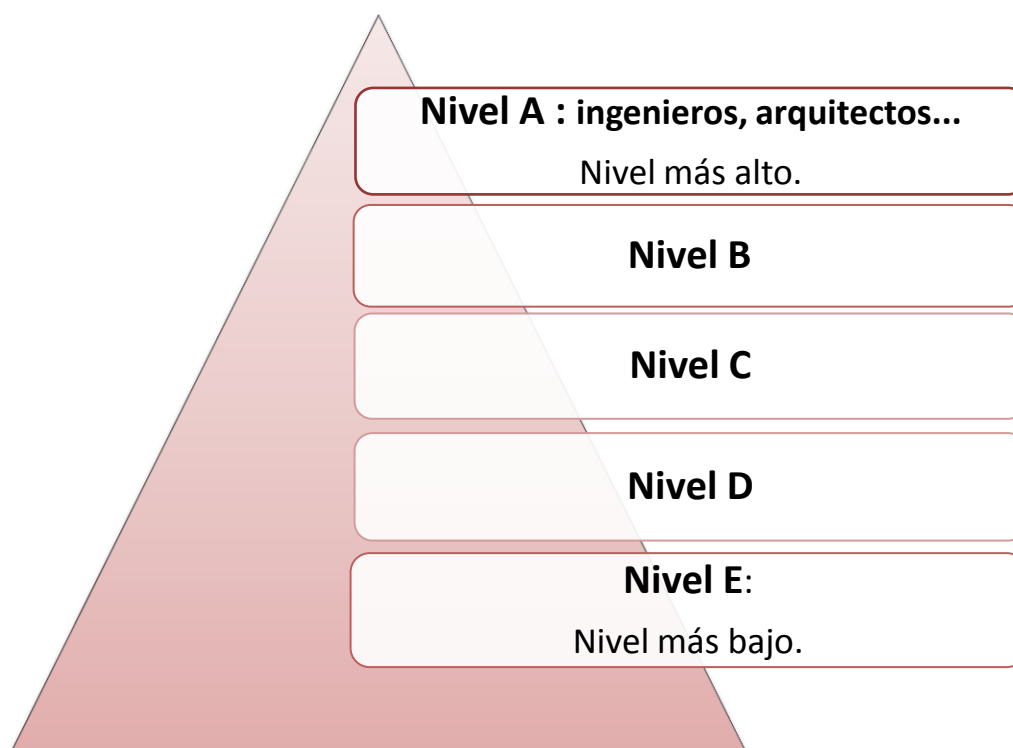 Nivel A : ingenieros, arquitectos...
Nivel más alto.
Nivel B
Nivel C
Nivel D
Nivel E:
Nivel más bajo.